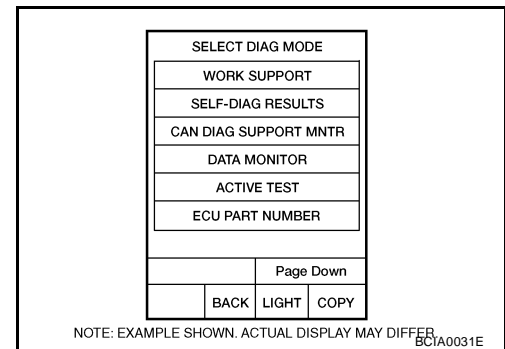 SELECT DIAG MODE
WORK SUPPORT
SELF-DIAG RESULTS
CAN DIAG SUPPORT MNTR
DATA MONITOR
ACTIVE TEST
ECU PART NUMBER
Page Down
BACK LIGHT COPY
NOTE: EXAMPLE SHOWN. ACTUAL DISPLAY MAY DIFFER.
BCIA0031E